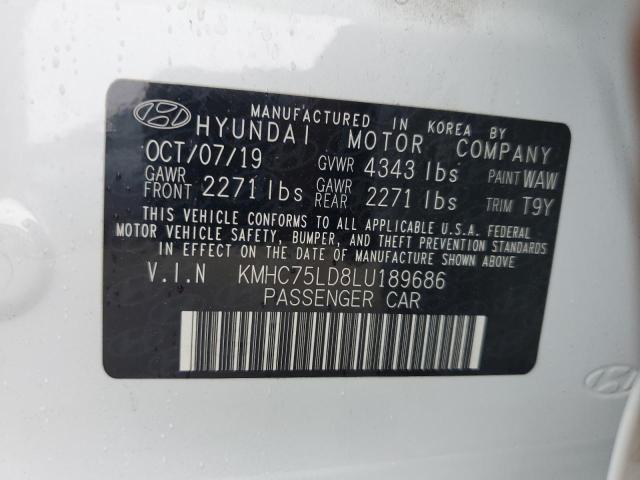 MANUFACTURED IN KOREA BY
HYUNDAI MOTOR COMPANY
OCT/07/19 GVWR 4343 lbs PAINT WAW
GAWR FRONT 2271 lbs GAWR REAR 2271 lbs TRIM T9Y
THIS VEHICLE CONFORMS TO ALL APPLICABLE U.S.A. FEDERAL
MOTOR VEHICLE SAFETY, BUMPER, AND THEFT PREVENTION STANDARDS
IN EFFECT ON THE DATE OF MANUFACTURE SHOWN ABOVE.
V.I.N KMHC75LD8LU189686
PASSENGER CAR